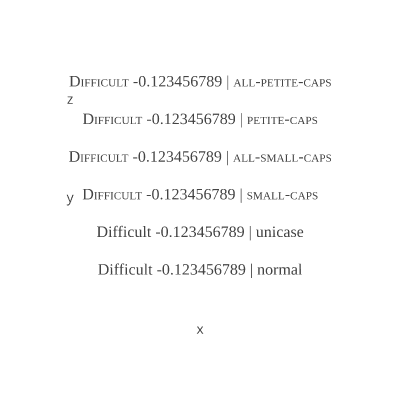 Difficult -0.123456789 | all-petite-caps
z
Difficult -0.123456789 | petite-caps
Difficult -0.123456789 | all-small-caps
y
Difficult -0.123456789 | small-caps
Difficult -0.123456789 | unicase
Difficult -0.123456789 | normal
x